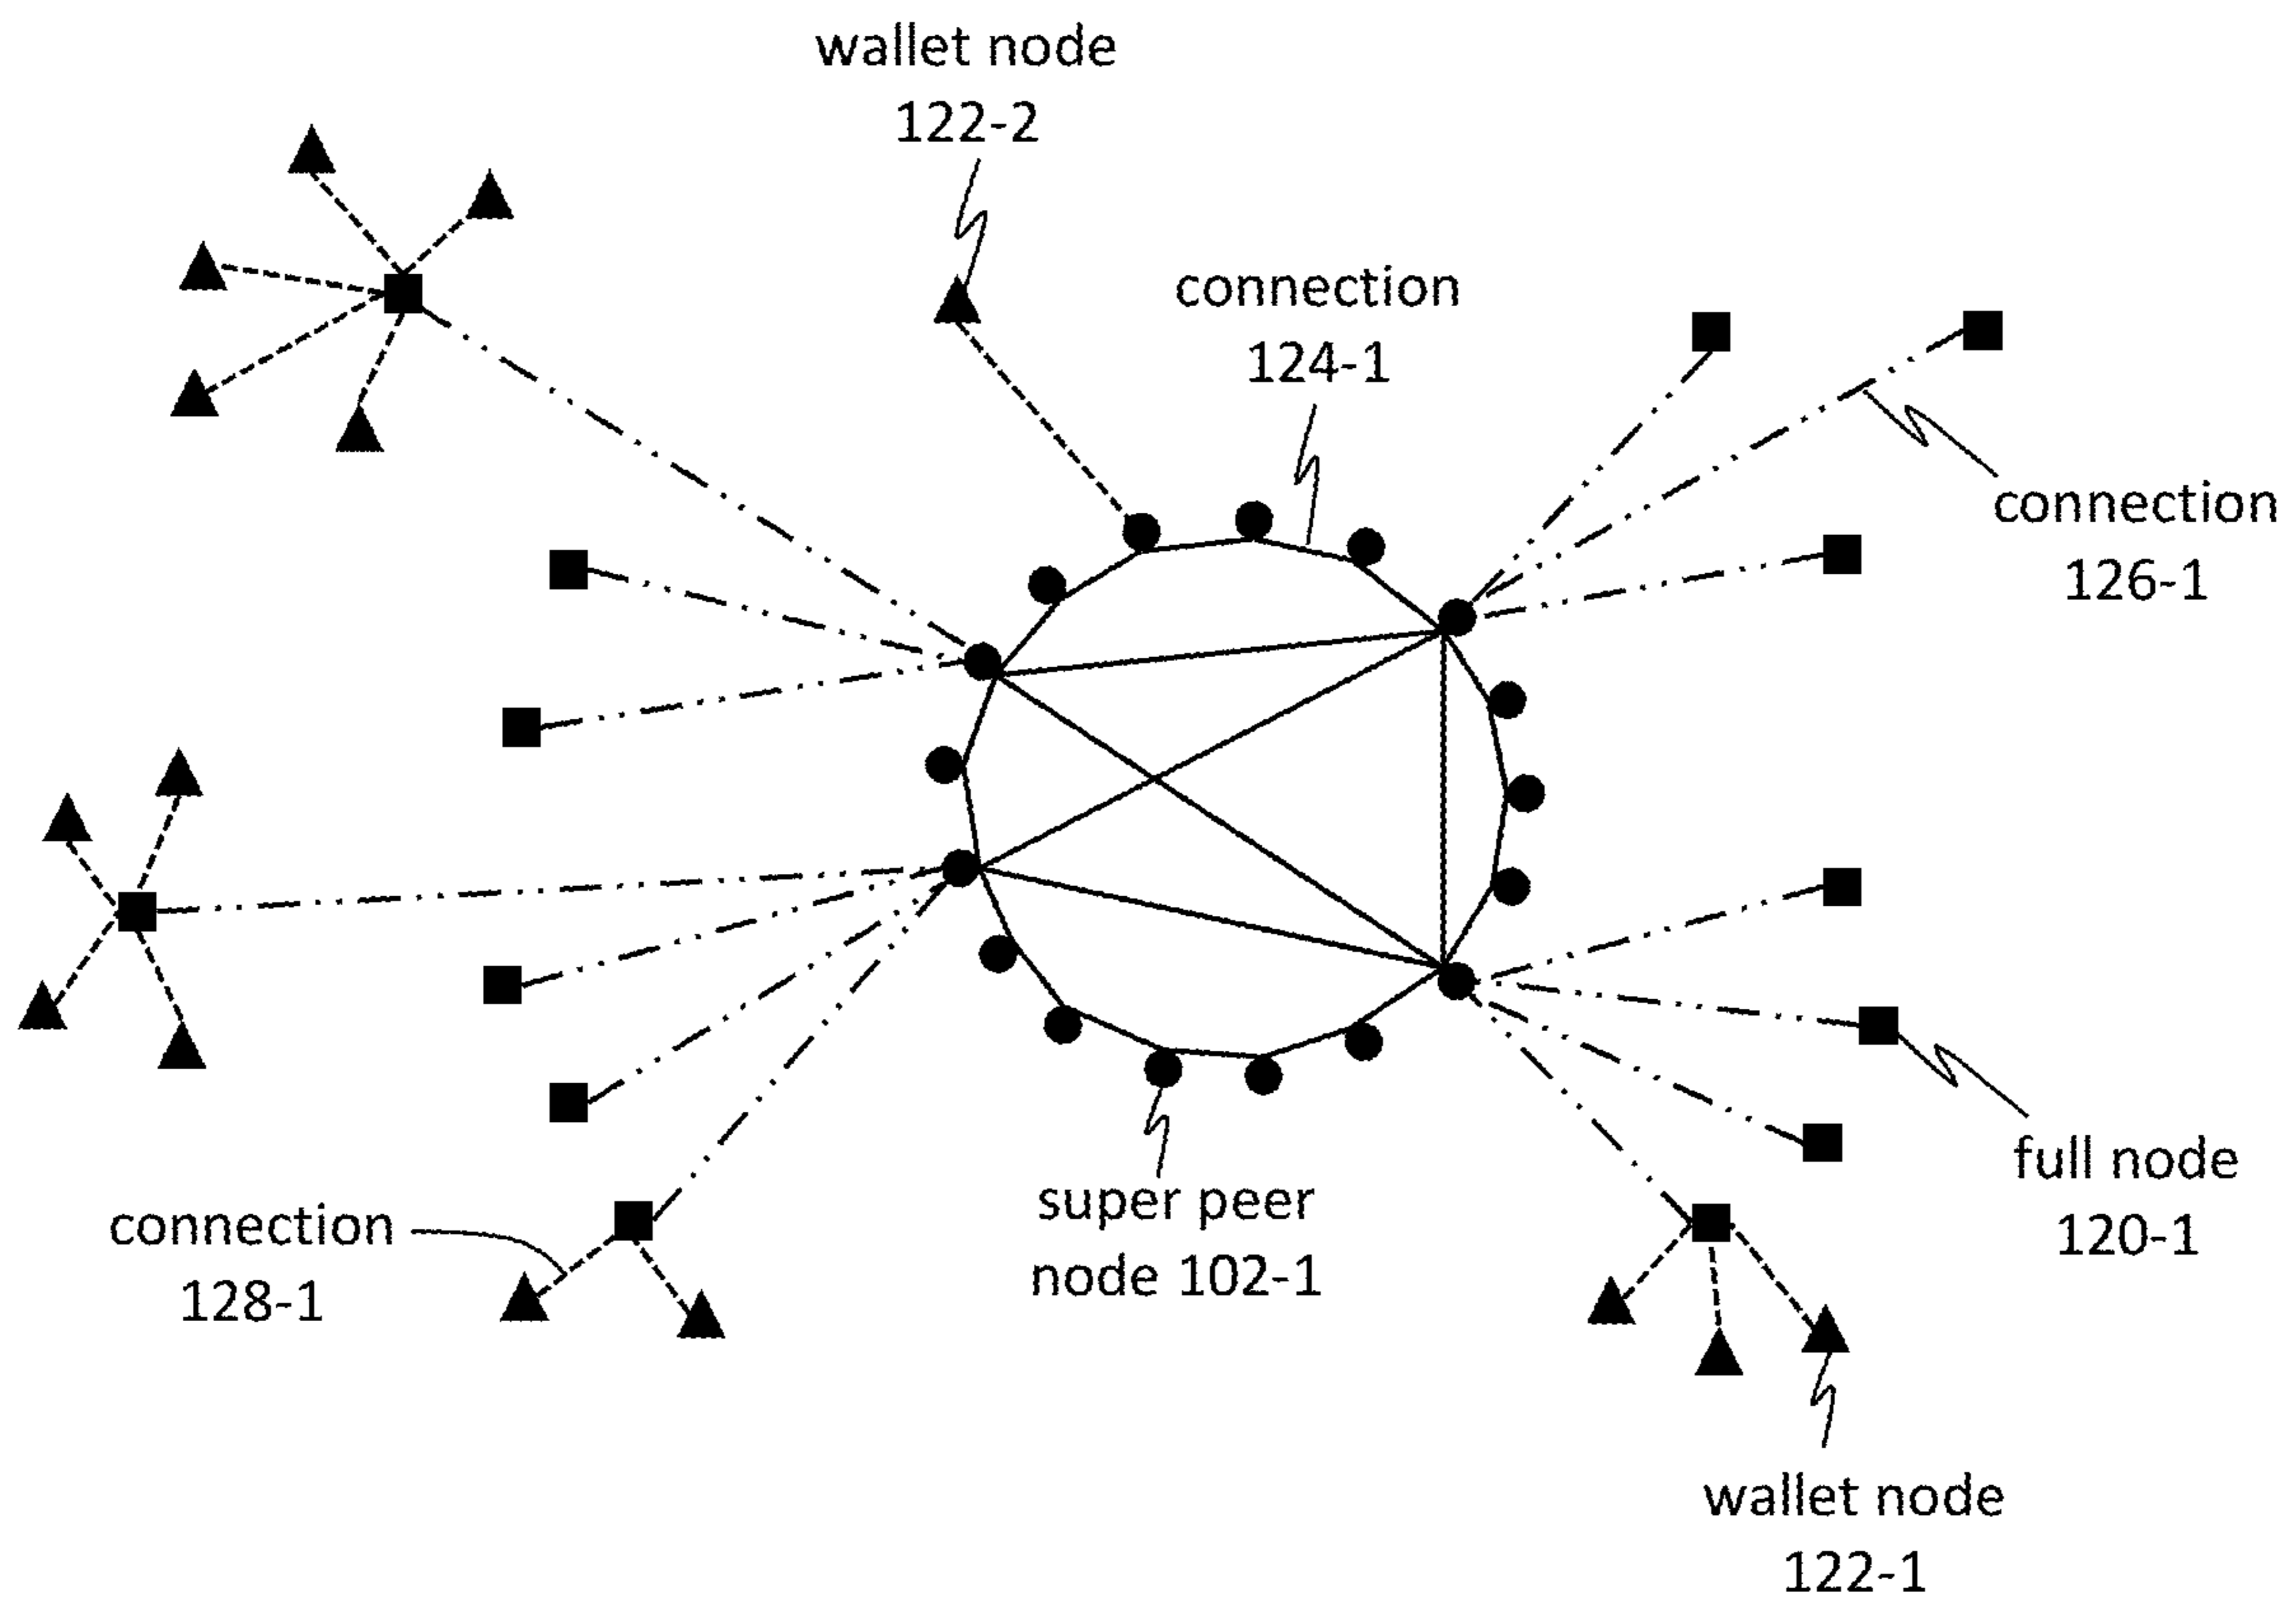 wallet node
122-2
connection
124-1
connection
126-1
full node
120-1
super peer
node 102-1
connection
128-1
wallet node
122-1